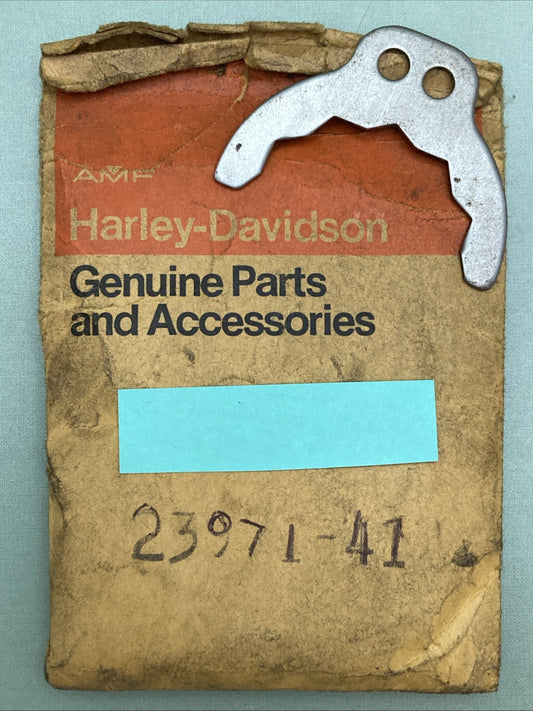 AMF
Harley-Davidson
Genuine Parts
and Accessories
23971-41